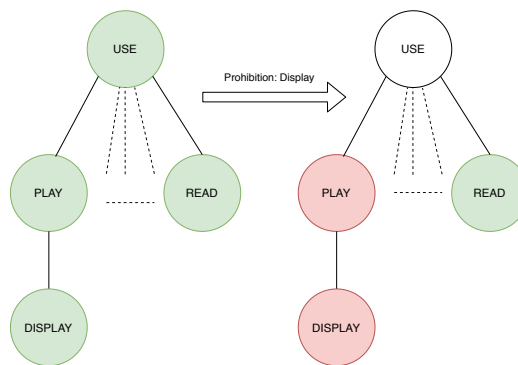 USE
Prohibition: Display
USE
PLAY
READ
PLAY
READ
DISPLAY
DISPLAY